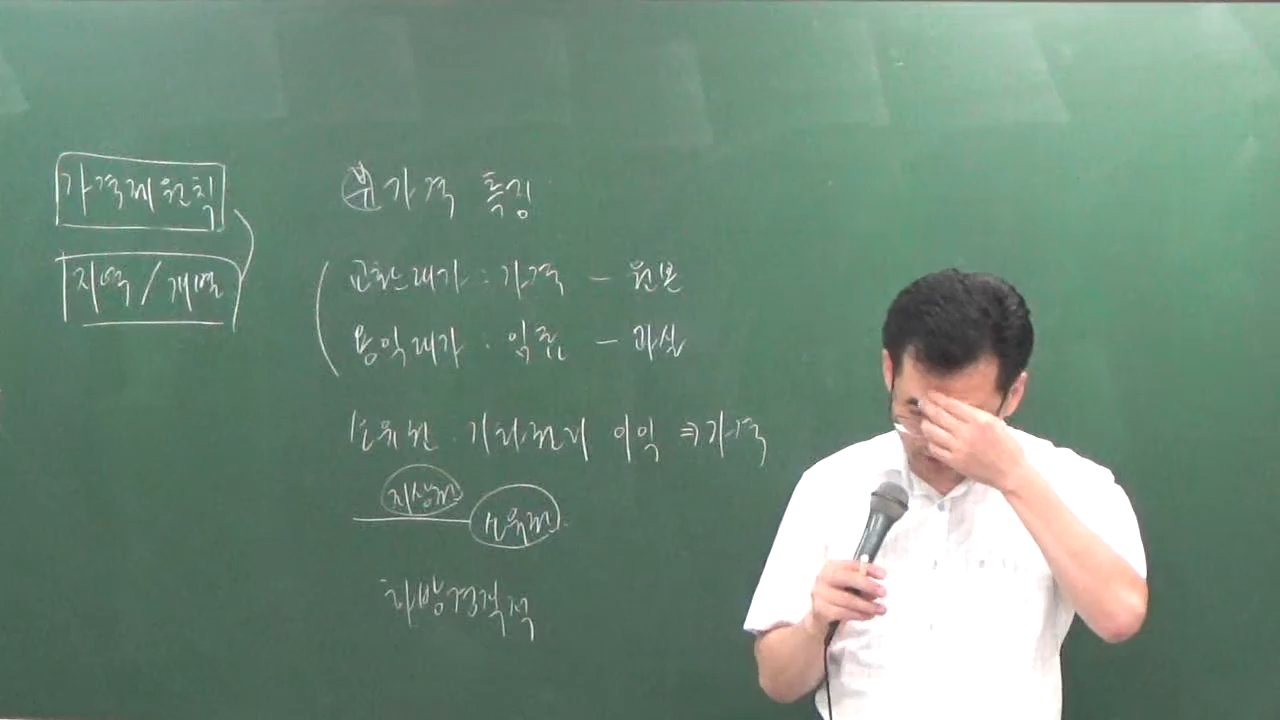 가격제원칙
지역/개별
부 가격 특징
교환대가 : 가격 - 원본
용익대가 : 임료 - 과실
소유권 · 기타권리 이익 ⇒ 가격
지상권
소유권
하방경직적